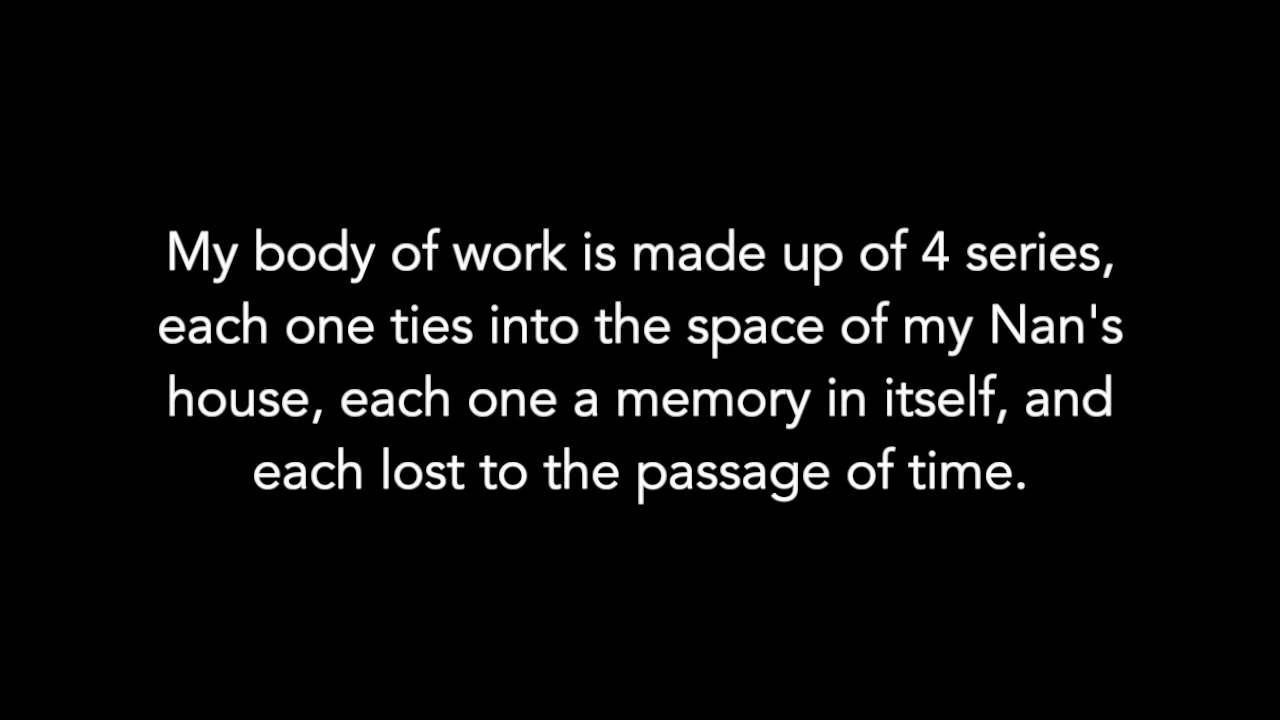 My body of work is made up of 4 series,
each one ties into the space of my Nan's
house, each one a memory in itself, and
each lost to the passage of time.